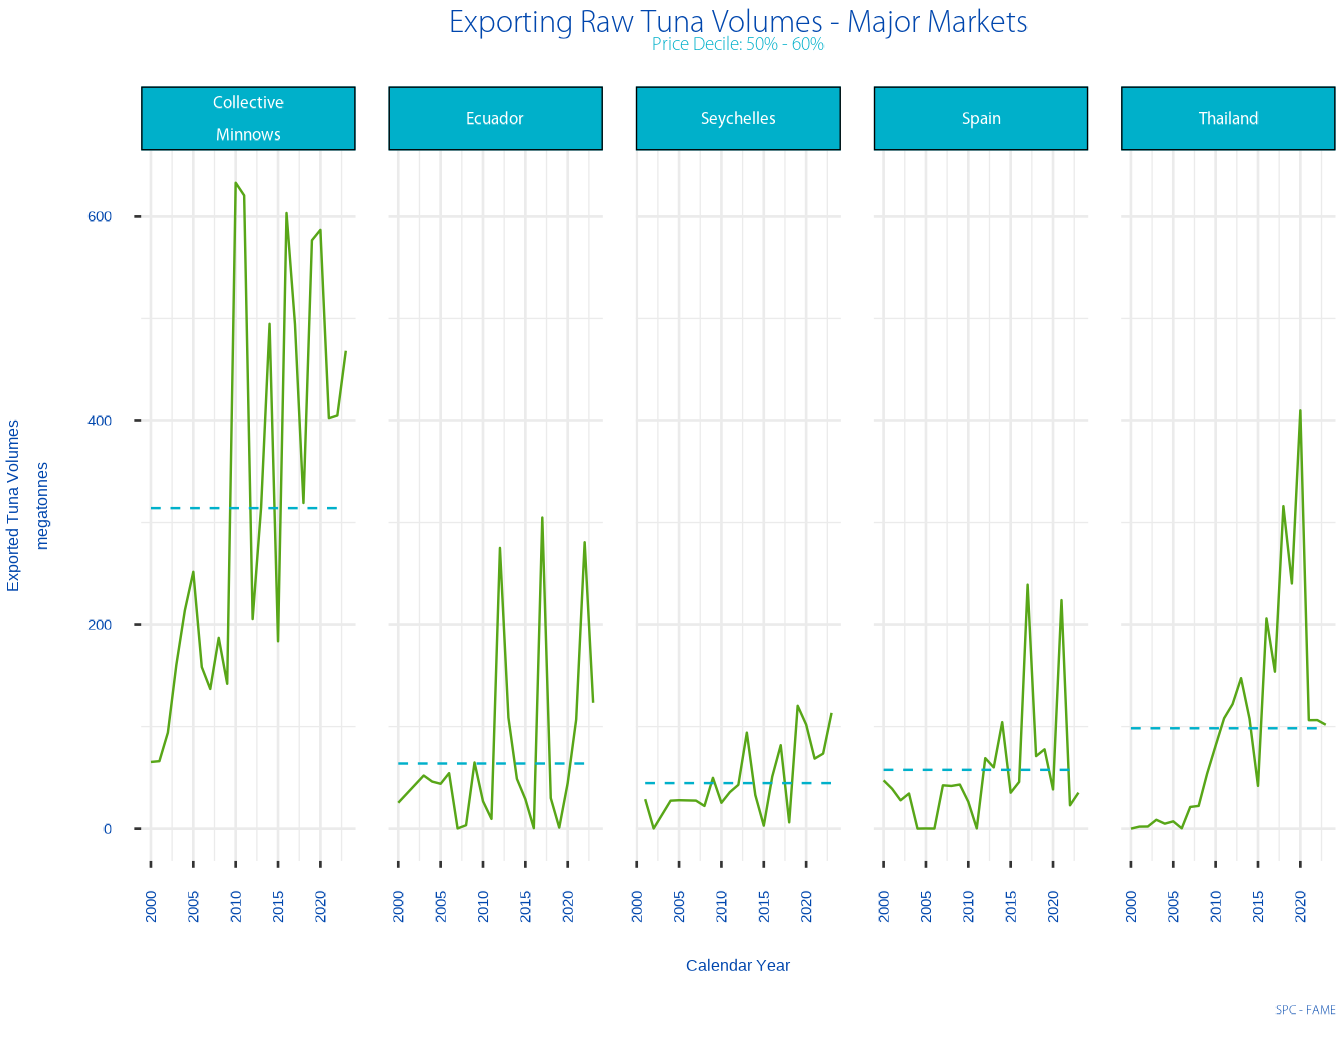 Exporting Raw Tuna Volumes - Major Markets
Price Decile: 50% - 60%
Collective
Minnows
Ecuador
Seychelles
Spain
Thailand
Exported Tuna Volumes
megatonnes
600
400
200
0
2000 2005 2010 2015 2020
2000 2005 2010 2015 2020
2000 2005 2010 2015 2020
2000 2005 2010 2015 2020
2000 2005 2010 2015 2020
Calendar Year
SPC - FAME